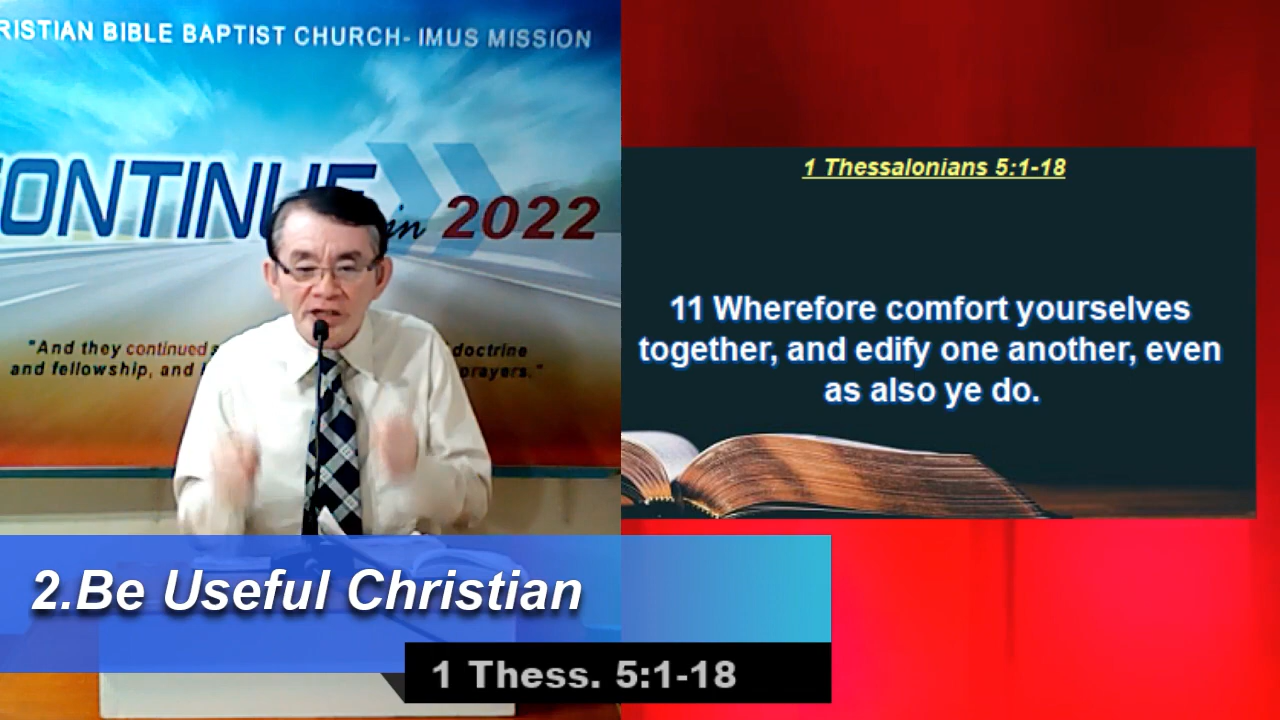 RISTIAN BIBLE BAPTIST CHURCH- IMUS MISSION
CONTINUE in 2022
"And they continued doctrine
and fellowship, and prayers."
1 Thessalonians 5:1-18
11 Wherefore comfort yourselves
together, and edify one another, even
as also ye do.
2.Be Useful Christian
1 Thess. 5:1-18